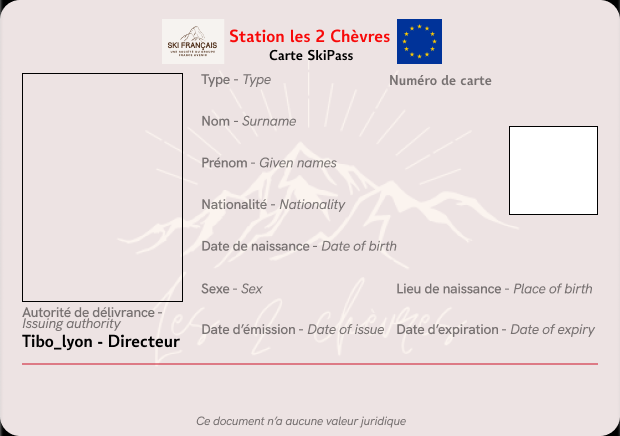 SKI FRANÇAIS
UNE SOCIÉTÉ DU GROUPE
FRANCE AVENIR
Station les 2 Chèvres
Carte SkiPass
Type - Type
Numéro de carte
Nom - Surname
Prénom - Given names
Nationalité - Nationality
Date de naissance - Date of birth
Sexe - Sex
Lieu de naissance - Place of birth
Autorité de délivrance -
Issuing authority
Date d’émission - Date of issue
Date d’expiration - Date of expiry
Tibo_lyon - Directeur
Les 2 chèvres
Ce document n’a aucune valeur juridique